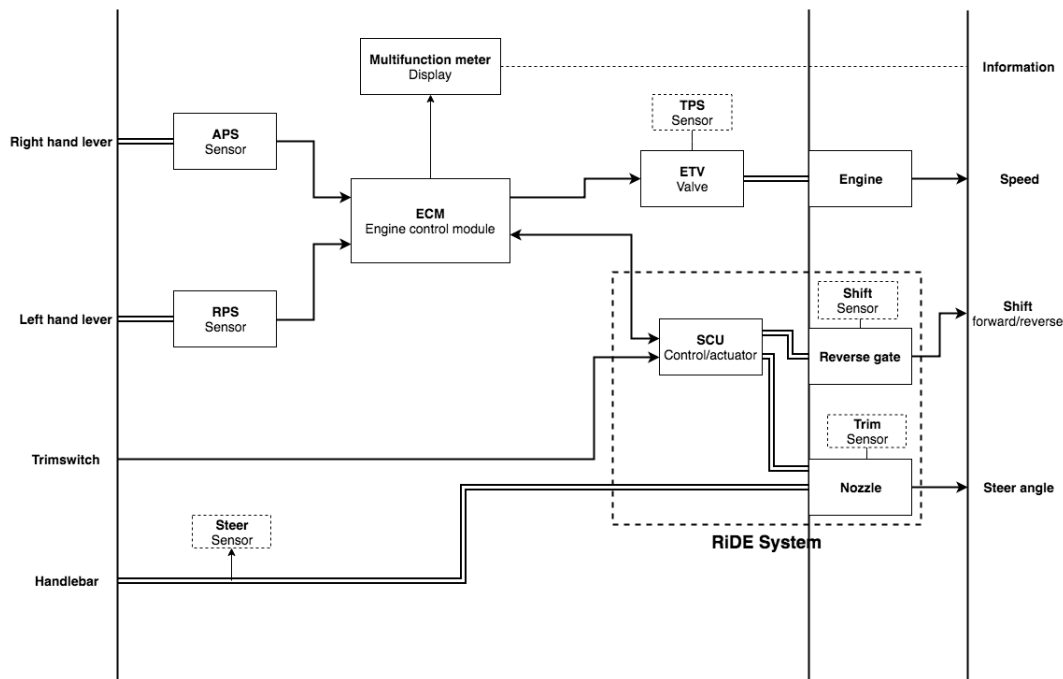 Multifunction meter
Display
Information
TPS
Sensor
Right hand lever
APS
Sensor
ETV
Valve
Engine
Speed
ECM
Engine control module
Shift
Sensor
Left hand lever
RPS
Sensor
Shift
forward/reverse
SCU
Control/actuator
Reverse gate
Trim
Sensor
Trimswitch
Nozzle
Steer angle
Steer
Sensor
RiDE System
Handlebar